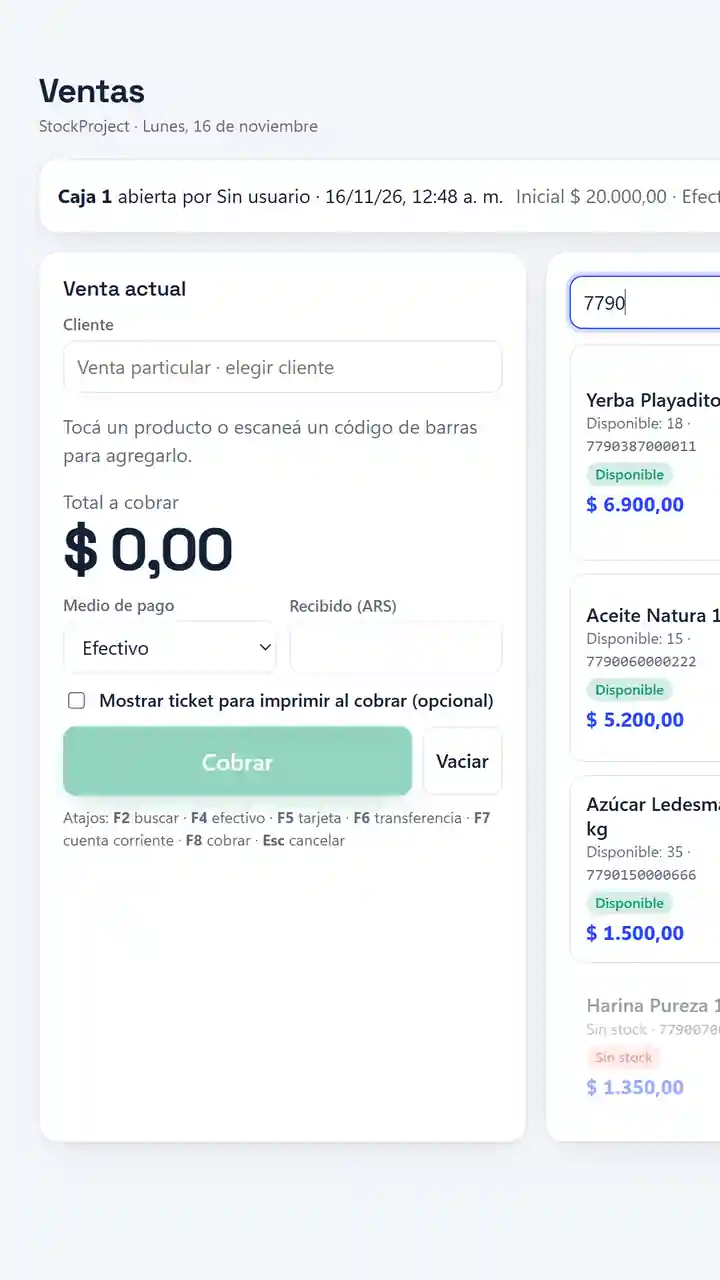 Ventas
StockProject · Lunes, 16 de noviembre
Caja 1 abierta por Sin usuario · 16/11/26, 12:48 a. m. Inicial $ 20.000,00 · Efect
Venta actual
Cliente
Venta particular · elegir cliente
Tocá un producto o escaneá un código de barras
para agregarlo.
Total a cobrar
$ 0,00
Medio de pago
Recibido (ARS)
Efectivo
Mostrar ticket para imprimir al cobrar (opcional)
Cobrar
Vaciar
Atajos: F2 buscar · F4 efectivo · F5 tarjeta · F6 transferencia · F7
cuenta corriente · F8 cobrar · Esc cancelar
7790
Yerba Playadito
Disponible: 18 ·
7790387000011
Disponible
$ 6.900,00
Aceite Natura 1
Disponible: 15 ·
7790060000222
Disponible
$ 5.200,00
Azúcar Ledesma
kg
Disponible: 35 ·
7790150000666
Disponible
$ 1.500,00
Harina Pureza 1
Sin stock · 7790070
Sin stock
$ 1.350,00